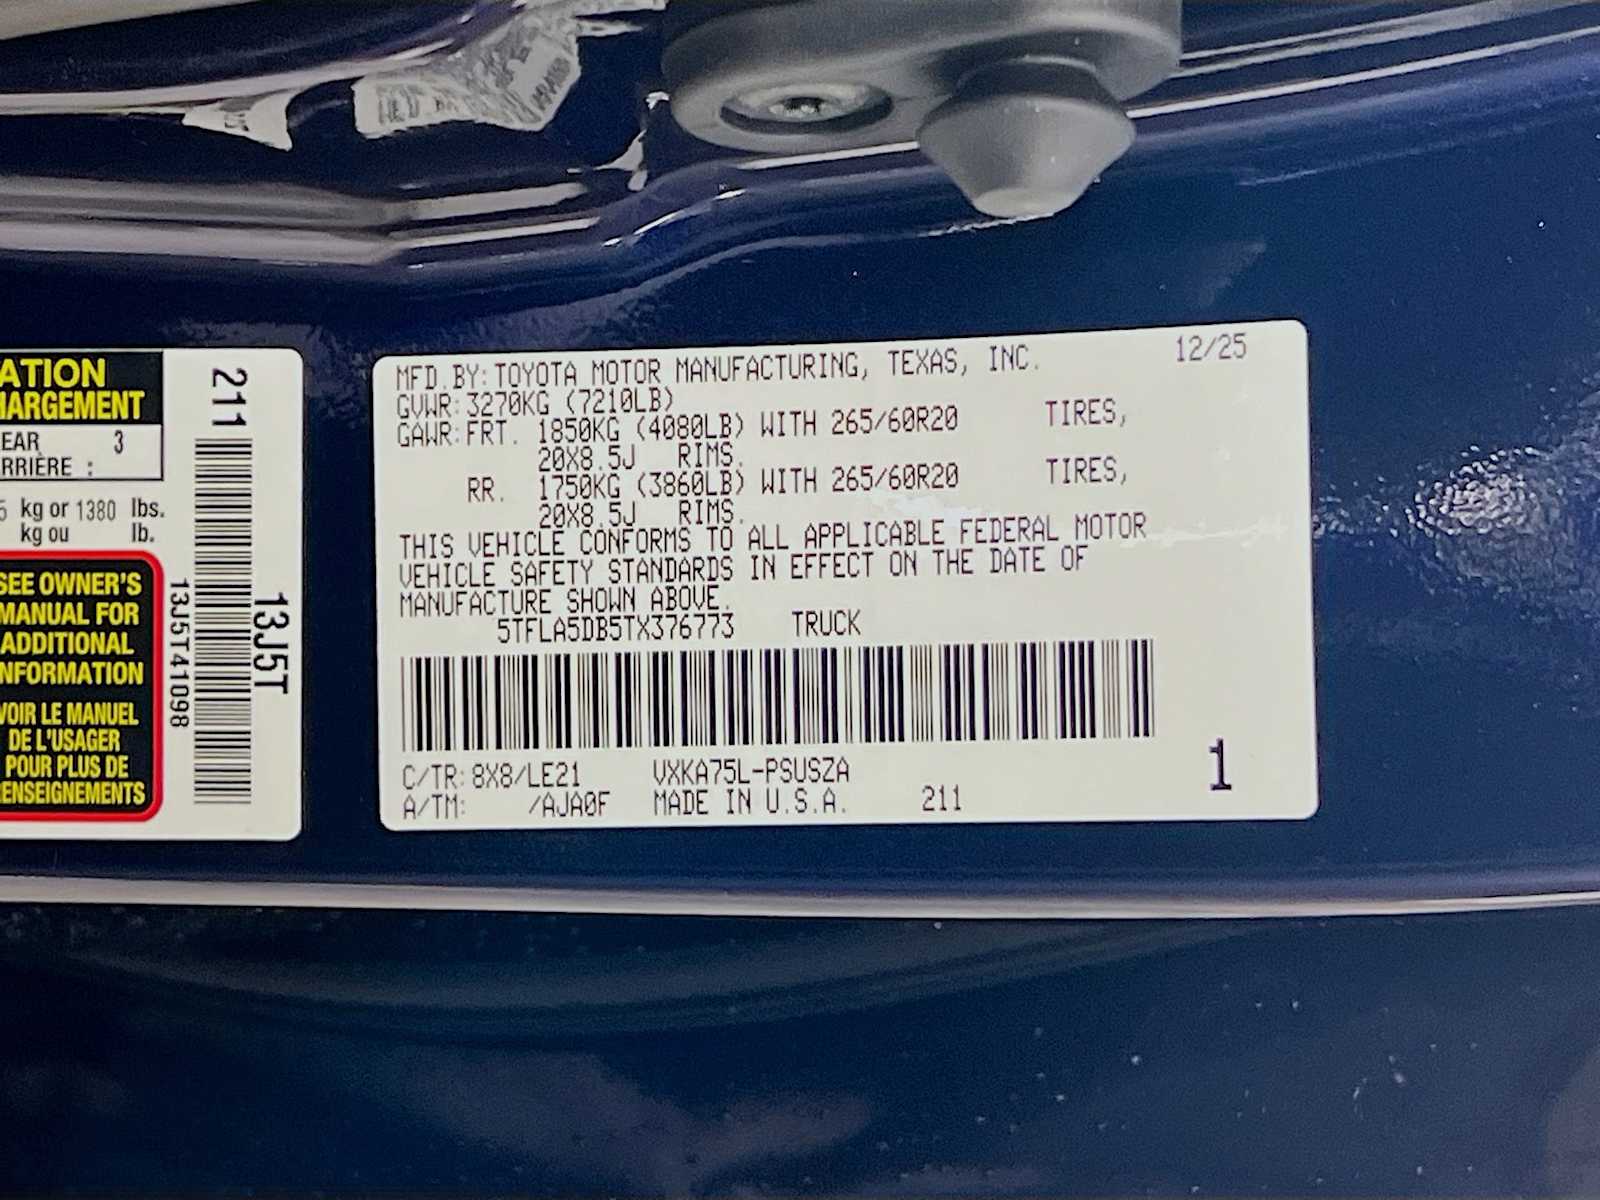 ATION
HARGEMENT
EAR 3
RRIÈRE :
5 kg or 1380 lbs.
kg ou lb.
SEE OWNER'S
MANUAL FOR
ADDITIONAL
INFORMATION
VOIR LE MANUEL
DE L'USAGER
POUR PLUS DE
RENSEIGNEMENTS
13J5T41098
211
13J5T
MFD.BY:TOYOTA MOTOR MANUFACTURING, TEXAS, INC. 12/25
GVWR:3270KG (7210LB)
GAWR:FRT. 1850KG (4080LB) WITH 265/60R20 TIRES,
20X8.5J RIMS.
RR. 1750KG (3860LB) WITH 265/60R20 TIRES,
20X8.5J RIMS.
THIS VEHICLE CONFORMS TO ALL APPLICABLE FEDERAL MOTOR
VEHICLE SAFETY STANDARDS IN EFFECT ON THE DATE OF
MANUFACTURE SHOWN ABOVE.
5TFLA5DB5TX376773 TRUCK
C/TR:8X8/LE21 VXKA75L-PSUSZA
A/TM: /AJA0F MADE IN U.S.A. 211
1